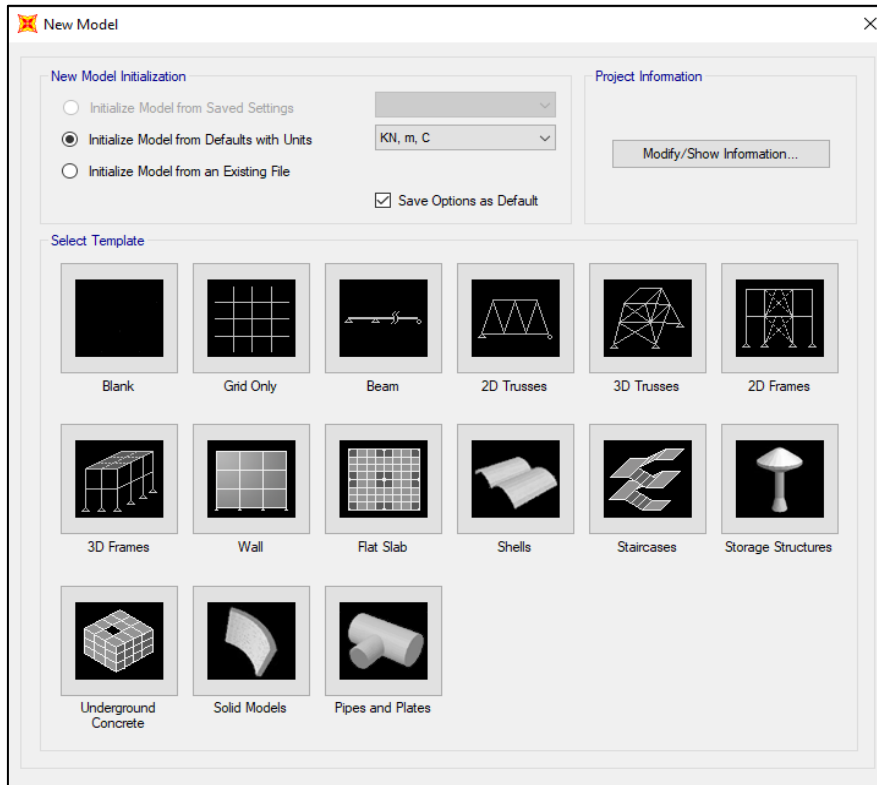 New Model
New Model Initialization
Project Information
Initialize Model from Saved Settings
Initialize Model from Defaults with Units
KN, m, C
Initialize Model from an Existing File
Save Options as Default
Modify/Show Information...
Select Template
Blank
Grid Only
Beam
2D Trusses
3D Trusses
2D Frames
3D Frames
Wall
Flat Slab
Shells
Staircases
Storage Structures
Underground
Concrete
Solid Models
Pipes and Plates